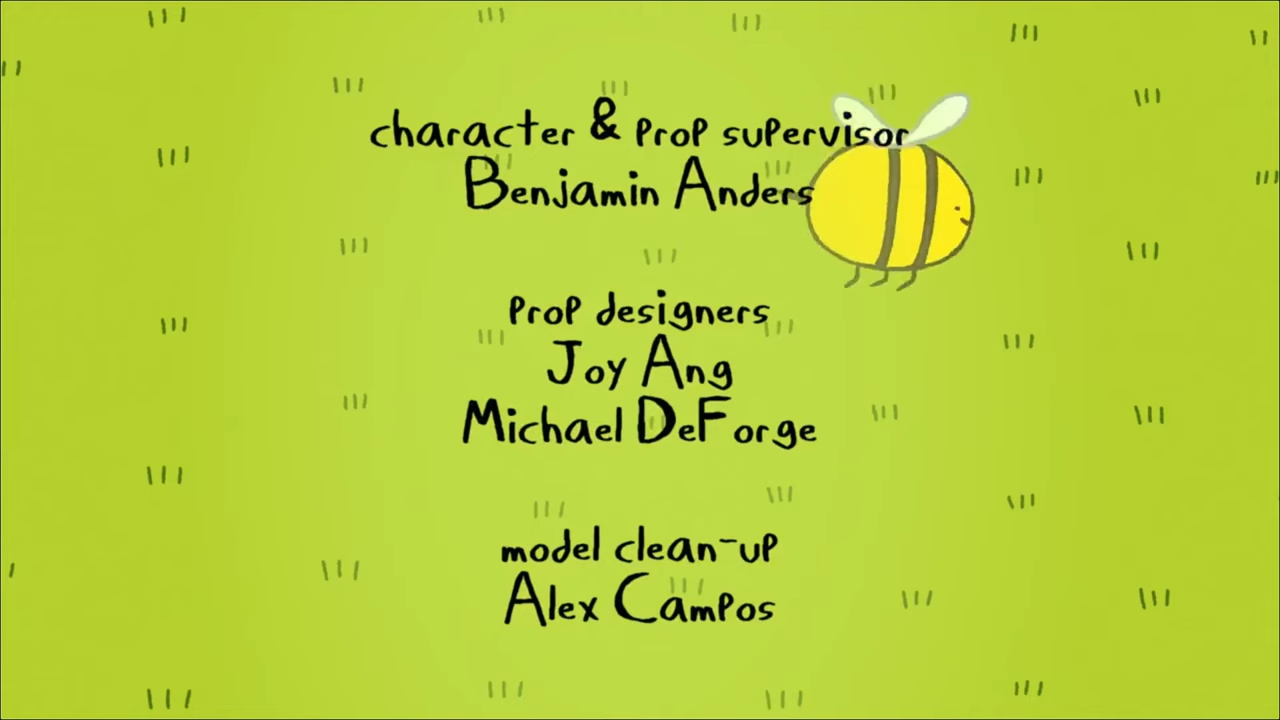 character & prop supervisor
Benjamin Anders
prop designers
Joy Ang
Michael DeForge
model clean-up
Alex Campos